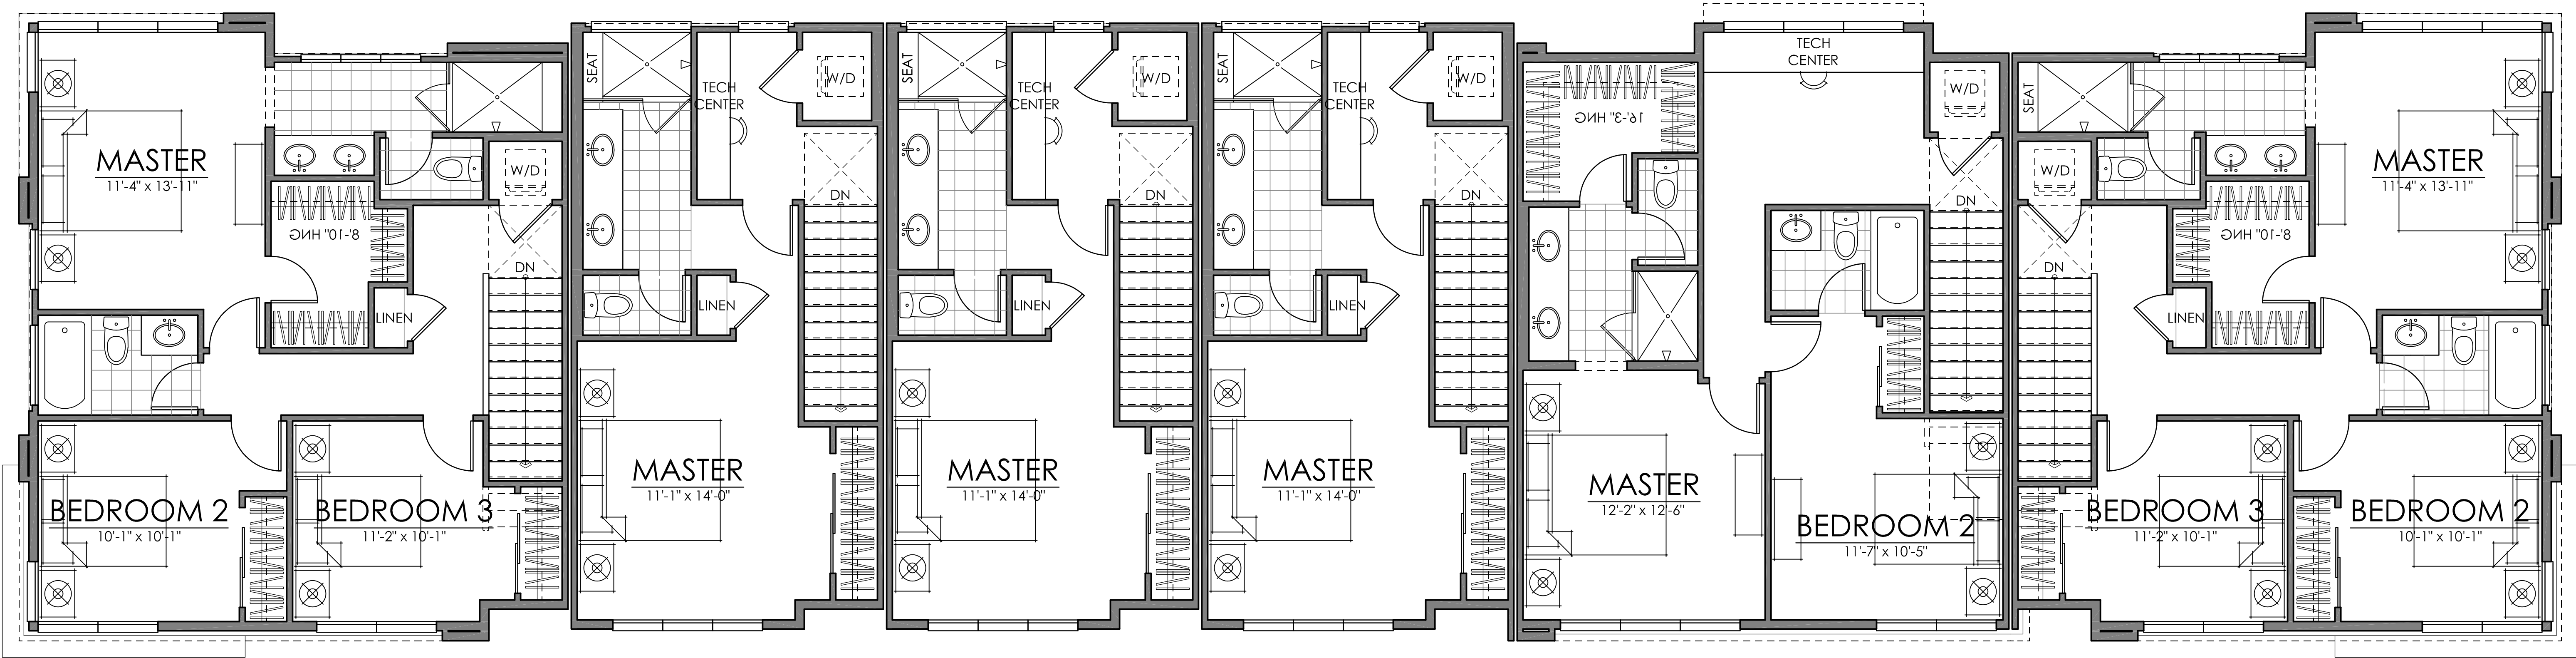 MASTER
11'-4" x 13'-11"
W/D
8'-10" HNG
DN
LINEN
BEDROOM 2
10'-1" x 10'-1"
BEDROOM 3
11'-2" x 10'-1"
SEAT
TECH
CENTER
W/D
DN
LINEN
MASTER
11'-1" x 14'-0"
SEAT
TECH
CENTER
W/D
DN
LINEN
MASTER
11'-1" x 14'-0"
SEAT
TECH
CENTER
W/D
DN
LINEN
MASTER
11'-1" x 14'-0"
TECH
CENTER
W/D
16'-3" HNG
DN
MASTER
12'-2" x 12'-6"
BEDROOM 2
11'-7" x 10'-5"
SEAT
W/D
MASTER
11'-4" x 13'-11"
8'-10" HNG
DN
LINEN
BEDROOM 3
11'-2" x 10'-1"
BEDROOM 2
10'-1" x 10'-1"